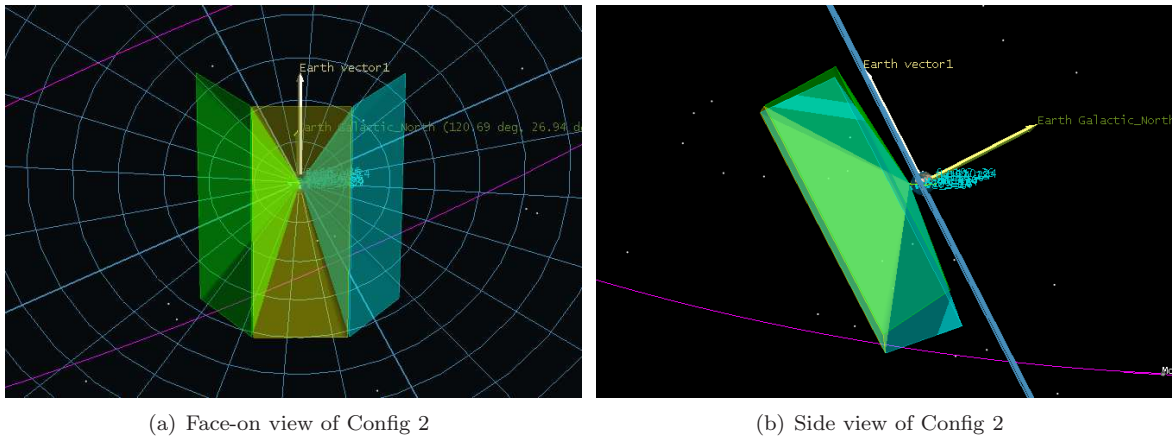 Earth vector1
Earth Galactic_North (120.69 deg, 26.94 d
Earth vector1
Earth Galactic_North
Mo
(a) Face-on view of Config 2
(b) Side view of Config 2